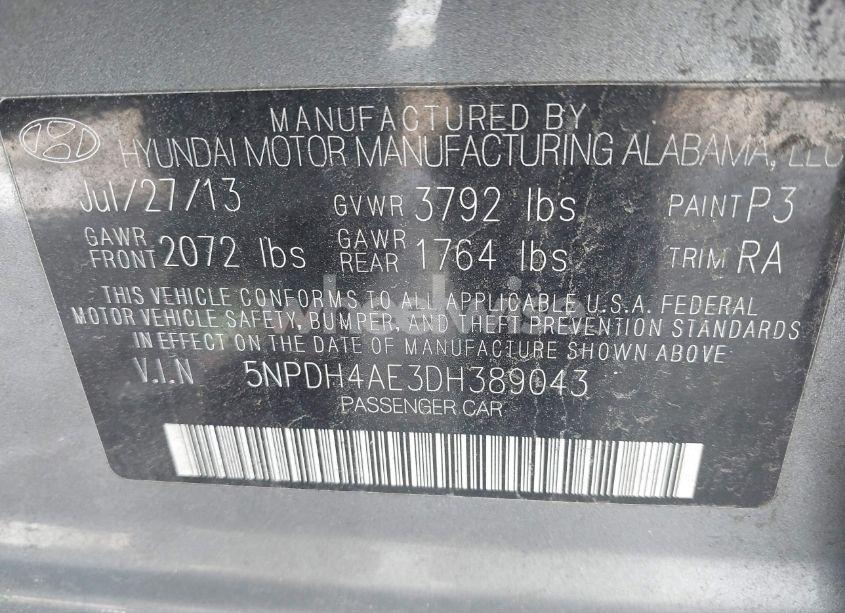 MANUFACTURED BY
HYUNDAI MOTOR MANUFACTURING ALABAMA, LLC
Jul/27/13 GVWR 3792 lbs PAINT P3
GAWR FRONT 2072 lbs GAWR REAR 1764 lbs TRIM RA
THIS VEHICLE CONFORMS TO ALL APPLICABLE U.S.A. FEDERAL
MOTOR VEHICLE SAFETY, BUMPER, AND THEFT PREVENTION STANDARDS
IN EFFECT ON THE DATE OF MANUFACTURE SHOWN ABOVE.
V.I.N 5NPDH4AE3DH389043
PASSENGER CAR